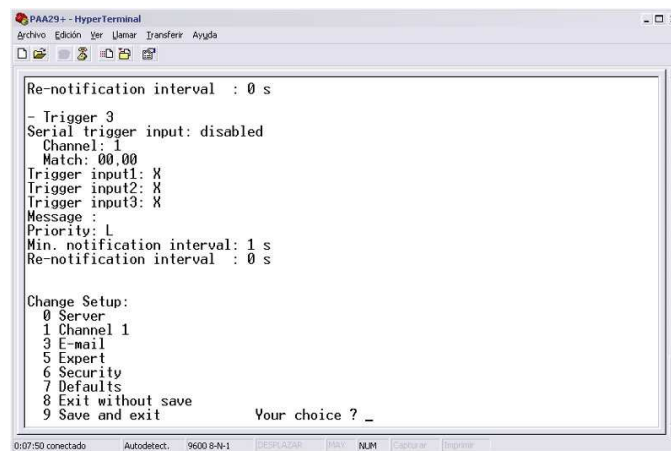 PAA29+ - HyperTerminal
Archivo Edición Ver Llamar Transferir Ayuda
Re-notification interval : 0 s
- Trigger 3
Serial trigger input: disabled
Channel: 1
Match: 00,00
Trigger input1: X
Trigger input2: X
Trigger input3: X
Message :
Priority: L
Min. notification interval: 1 s
Re-notification interval : 0 s
Change Setup:
0 Server
1 Channel 1
3 E-mail
5 Expert
6 Security
7 Defaults
8 Exit without save
9 Save and exit Your choice ? _
0:07:50 conectado Autodetect. 9600 8-N-1 DESPLAZAR MAY NUM Capturar Imprimir